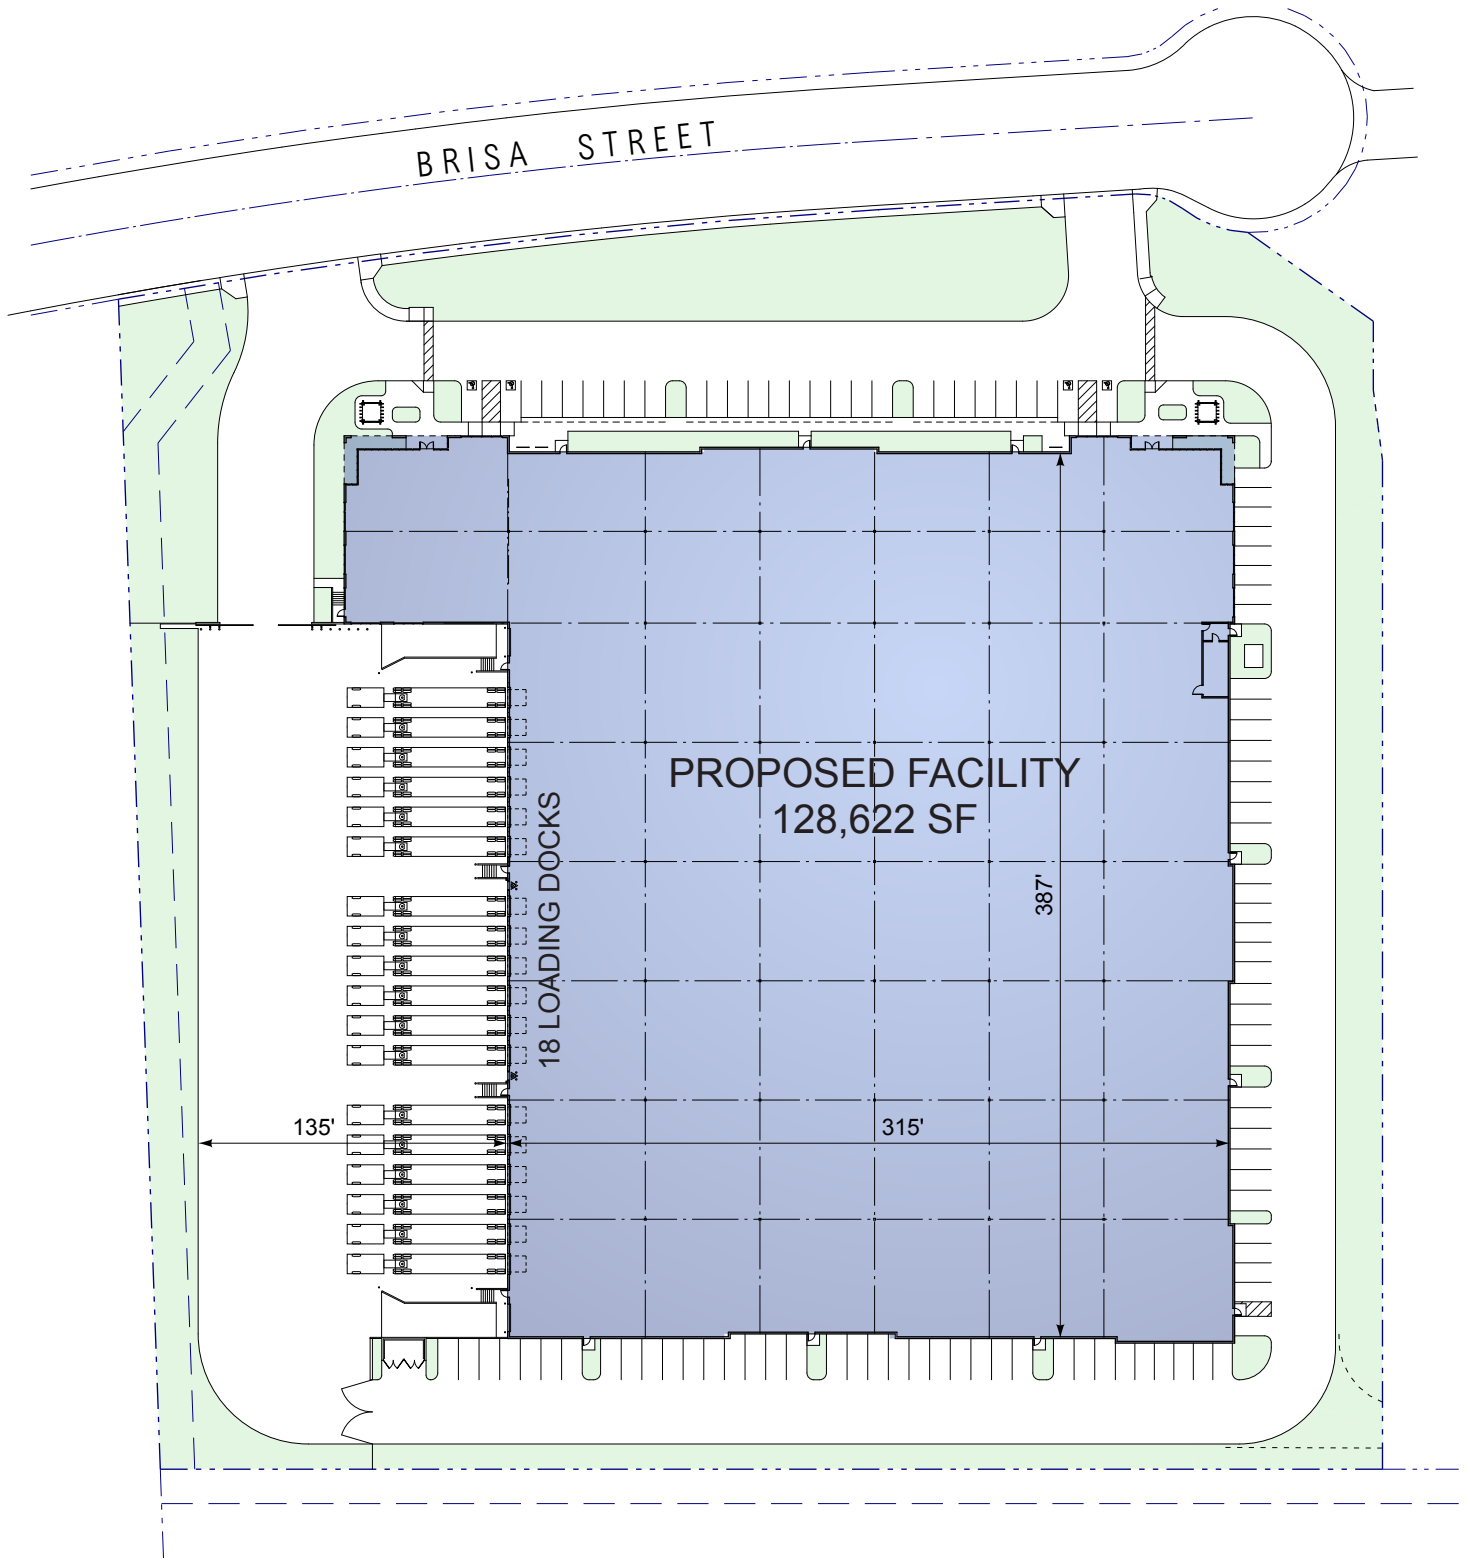 BRISA STREET
PROPOSED FACILITY
128,622 SF
18 LOADING DOCKS
387'
135'
315'